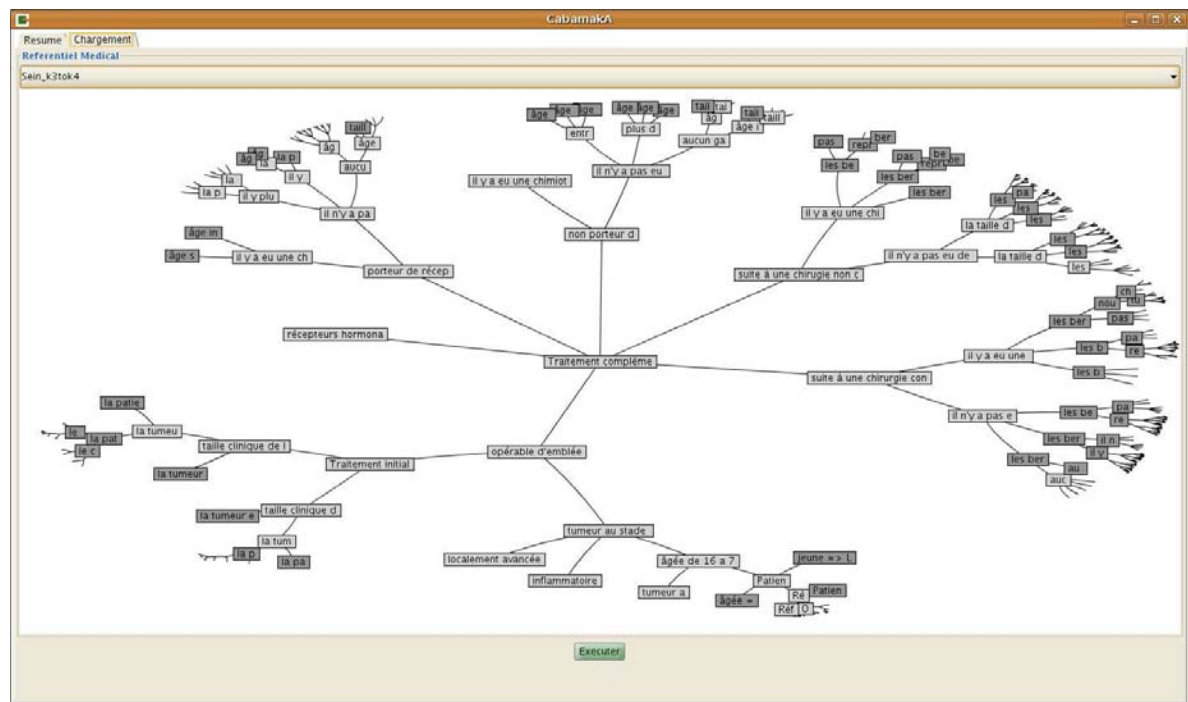 CabamakA
Resume
Chargement
Referentiel Medical
Sein_k3tok4
âge
âge
âge
âge
âge
âge
tail
tai
tail
taill
âge i
ag
entr
plus d
aucun ga
il n'y a pas eu
il y a eu une chimiot
non porteur d
taill
âge
âg
aucu
la p
il y
la
âg
la
la p
il y plu
il n'y a pa
âge in
âge s
il y a eu une ch
porteur de récep
pas
ber
repr
les be
pas
be
les ber
les ber
il y a eu une chi
les
pa
les
les
la taille d
il n'y a pas eu de
la taille d
les
les
les
suite à une chirugie non c
récepteurs hormona
Traitement compléme
ch
nou
les ber
pas
il y a eu une
pa
les b
re
les b
suite à une chirurgie con
il n'y a pas e
les be
pa
re
les ber
il n
il y
les ber
au
auc
la patie
le
la pat
la tumeu
le c
taille clinique de l
la tumeur
Traitement initial
opérable d'emblée
la tumeur e
taille clinique d
la tum
la p
la pa
tumeur au stade
localement avancée
inflammatoire
âgée de 16 a 7
tumeur a
jeune => L
Patien
âgée =
Ré
Patien
Réf
O
Executer